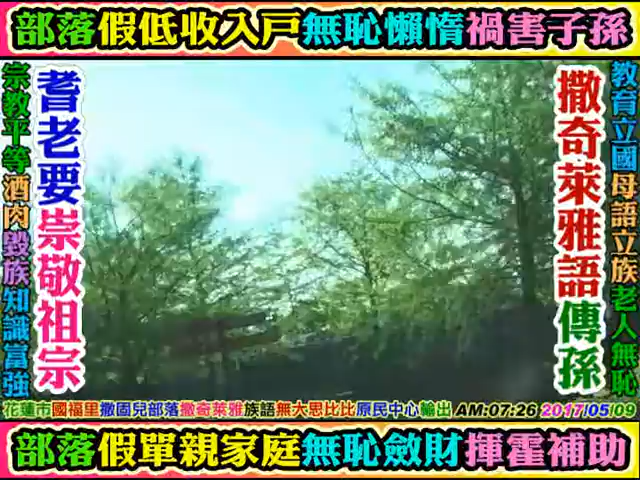 部落假低收入戶無恥懶惰禍害子孫
宗教平等酒肉毀族知識富強
耆老要崇敬祖宗
撒奇萊雅語傳孫
教育立國母語立族老人無恥
花蓮市國福里撒固兒部落撒奇萊雅族語無大思比比原民中心輸出 AM:07:26 2017/05/09
部落假單親家庭無恥斂財揮霍補助